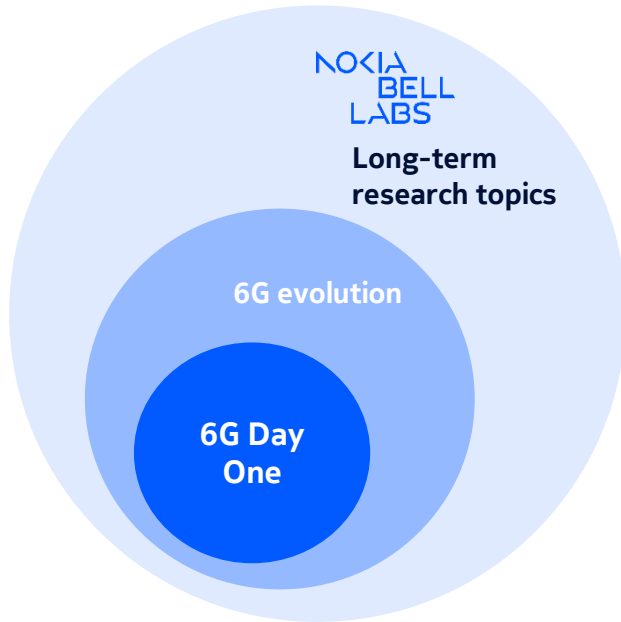 NOKIA
BELL
LABS
Long-term
research topics
6G evolution
6G Day
One